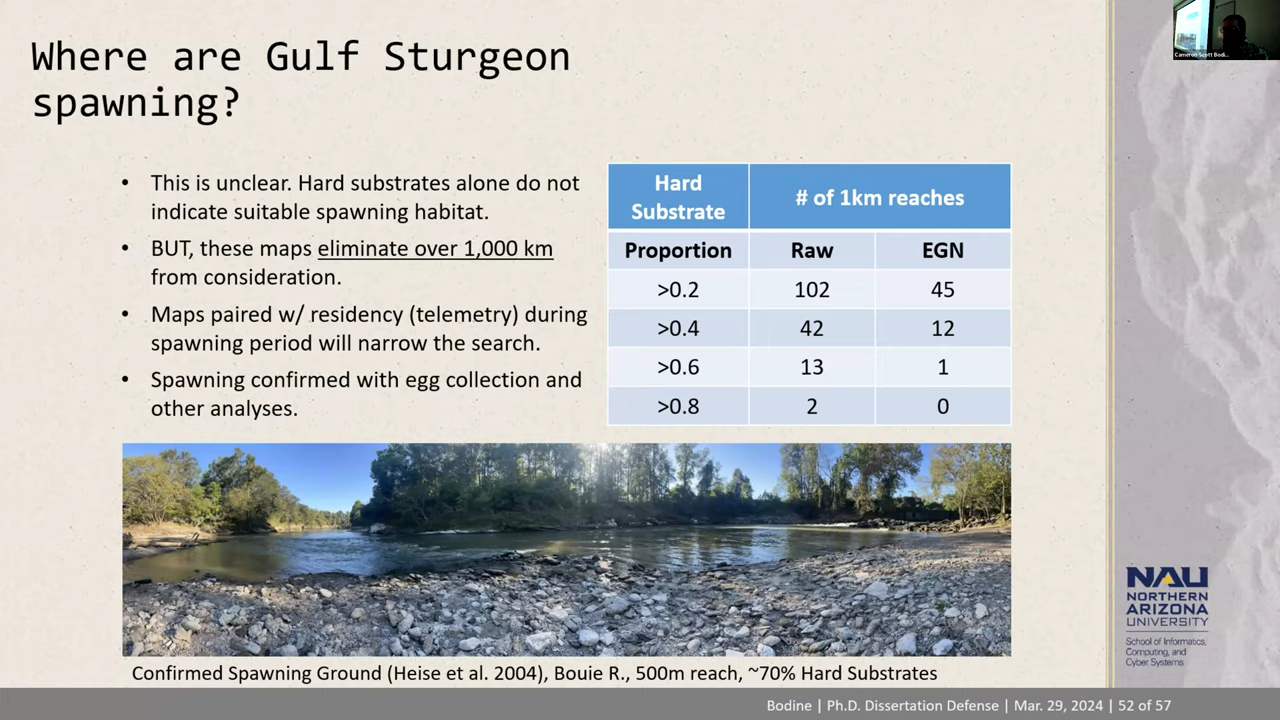 Where are Gulf Sturgeon
spawning?
• This is unclear. Hard substrates alone do not
indicate suitable spawning habitat.
• BUT, these maps eliminate over 1,000 km
from consideration.
• Maps paired w/ residency (telemetry) during
spawning period will narrow the search.
• Spawning confirmed with egg collection and
other analyses.
Hard
Substrate
# of 1km reaches
Proportion Raw EGN
>0.2 102 45
>0.4 42 12
>0.6 13 1
>0.8 2 0
Confirmed Spawning Ground (Heise et al. 2004), Bouie R., 500m reach, ~70% Hard Substrates
Cameron Scott Bodi...
NAU
NORTHERN
ARIZONA
UNIVERSITY
School of Informatics,
Computing, and
Cyber Systems
Bodine | Ph.D. Dissertation Defense | Mar. 29, 2024 | 52 of 57